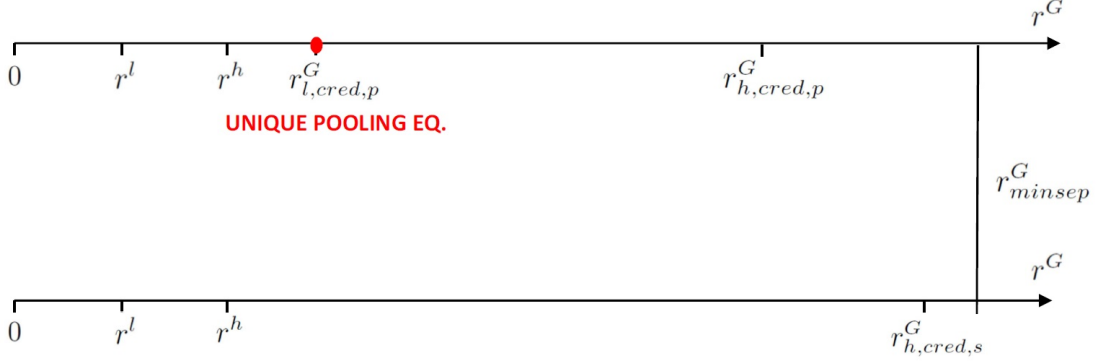 r^G
0 r^l r^h r^G_{l,cred,p} r^G_{h,cred,p}
UNIQUE POOLING EQ.
r^G_{minsep}
r^G
0 r^l r^h r^G_{h,cred,s}